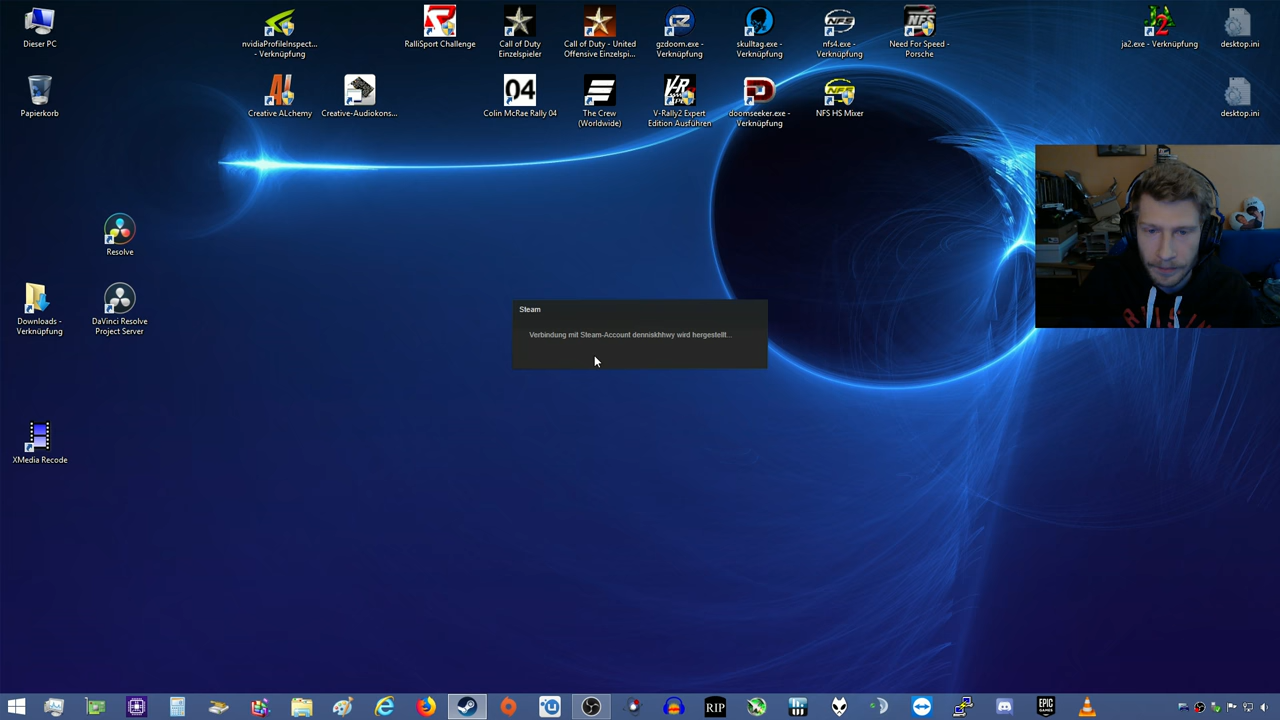 Dieser PC
nvidiaProfileInspect...
- Verknüpfung
RalliSport Challenge
Call of Duty
Einzelspieler
Call of Duty - United
Offensive Einzelspi...
gzdoom.exe -
Verknüpfung
skulltag.exe -
Verknüpfung
nfs4.exe -
Verknüpfung
Need For Speed -
Porsche
ja2.exe - Verknüpfung
desktop.ini
Papierkorb
Creative ALchemy
Creative-Audiokons...
04
Colin McRae Rally 04
The Crew
(Worldwide)
V-Rally2 Expert
Edition Ausführen
doomseeker.exe -
Verknüpfung
NFS HS Mixer
desktop.ini
Resolve
Downloads -
Verknüpfung
DaVinci Resolve
Project Server
Steam
Verbindung mit Steam-Account denniskhhwy wird hergestellt...
XMedia Recode
RIP
EPIC
GAMES